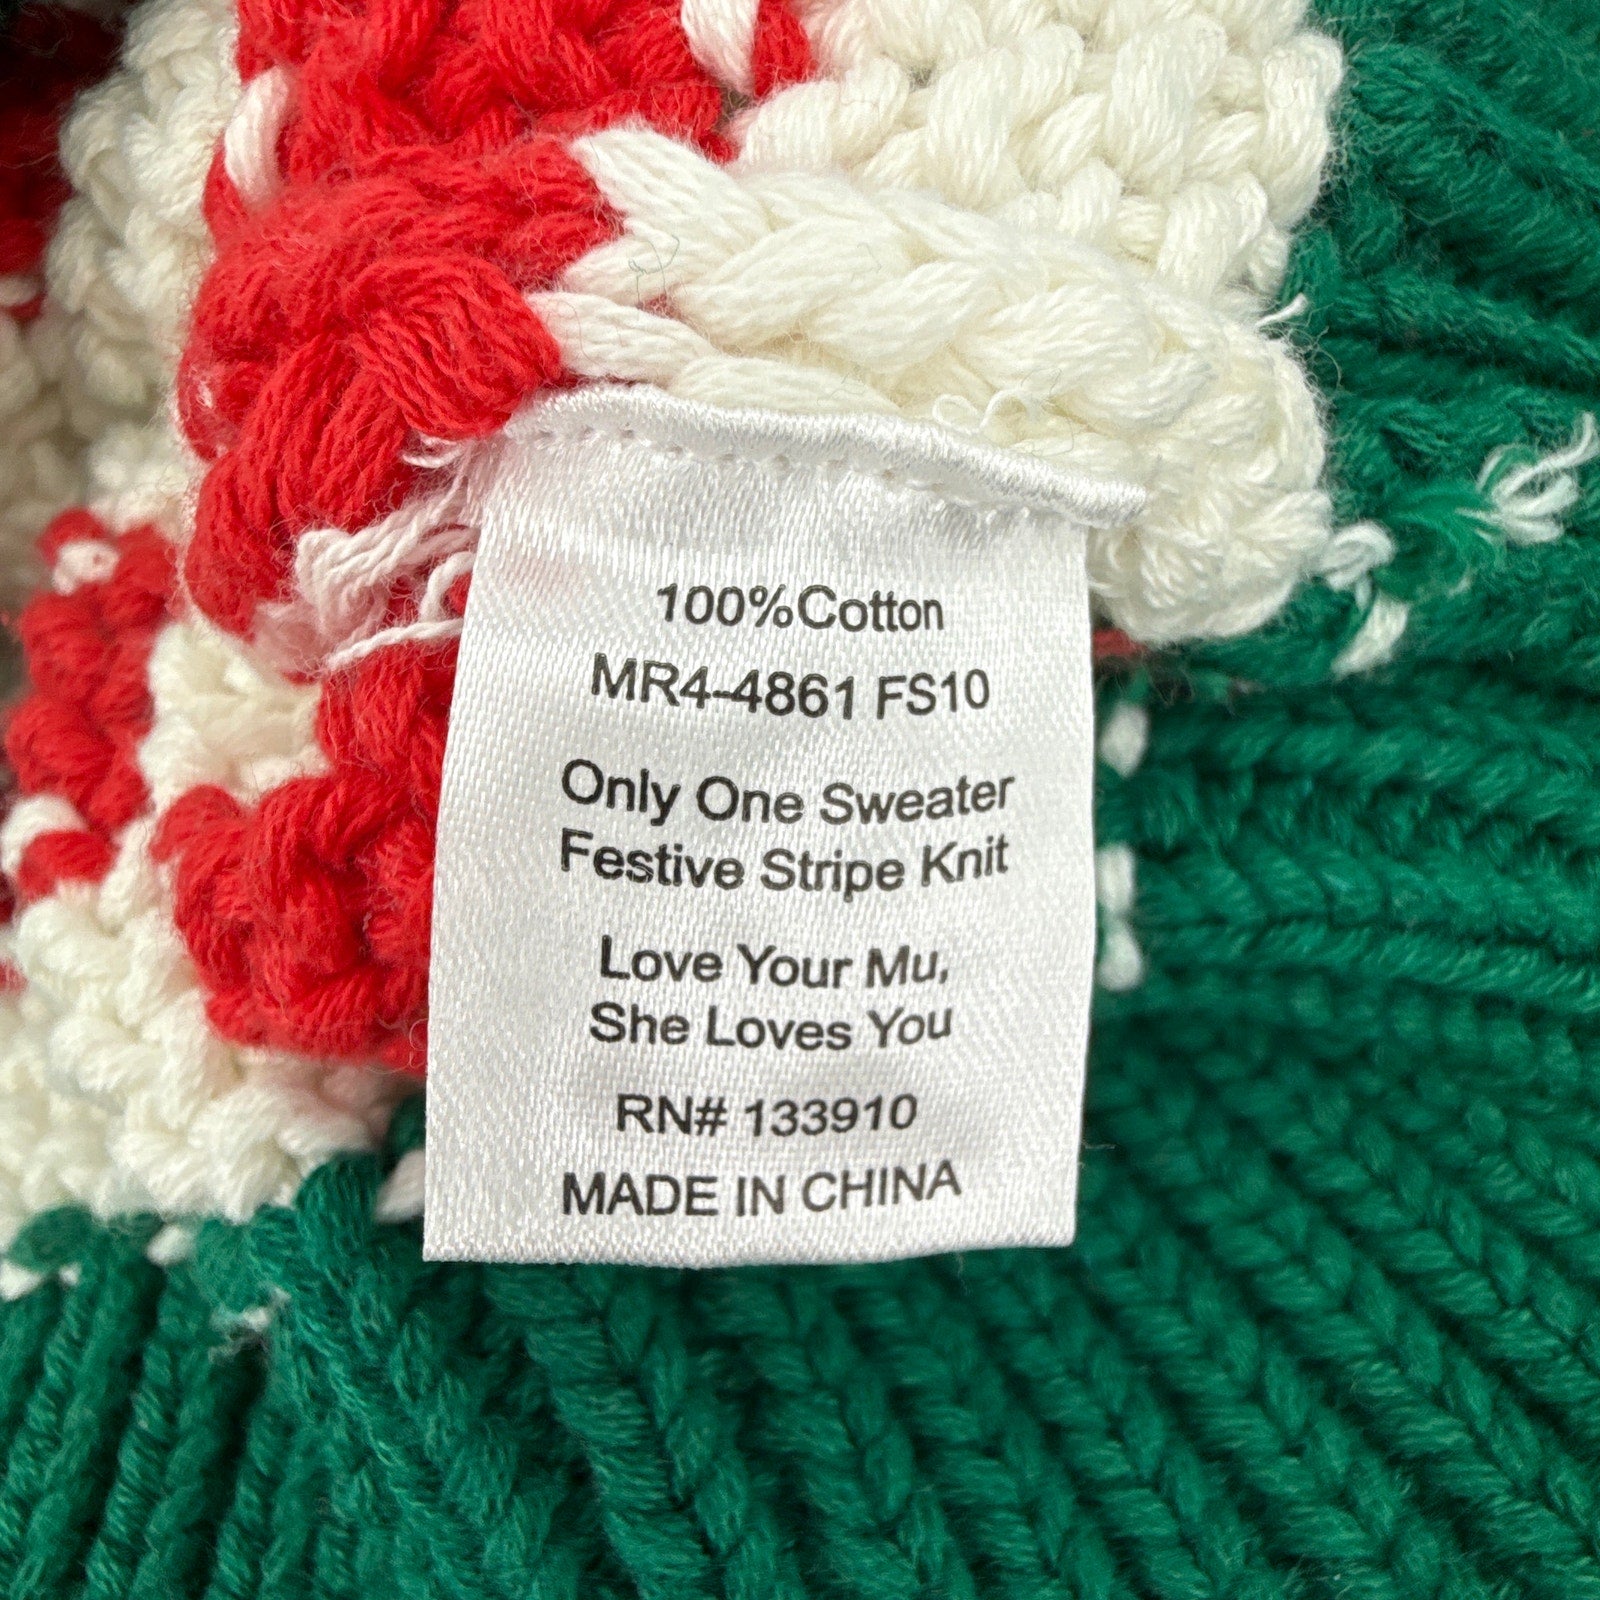 100%Cotton
MR4-4861 FS10
Only One Sweater
Festive Stripe Knit
Love Your Mu,
She Loves You
RN# 133910
MADE IN CHINA